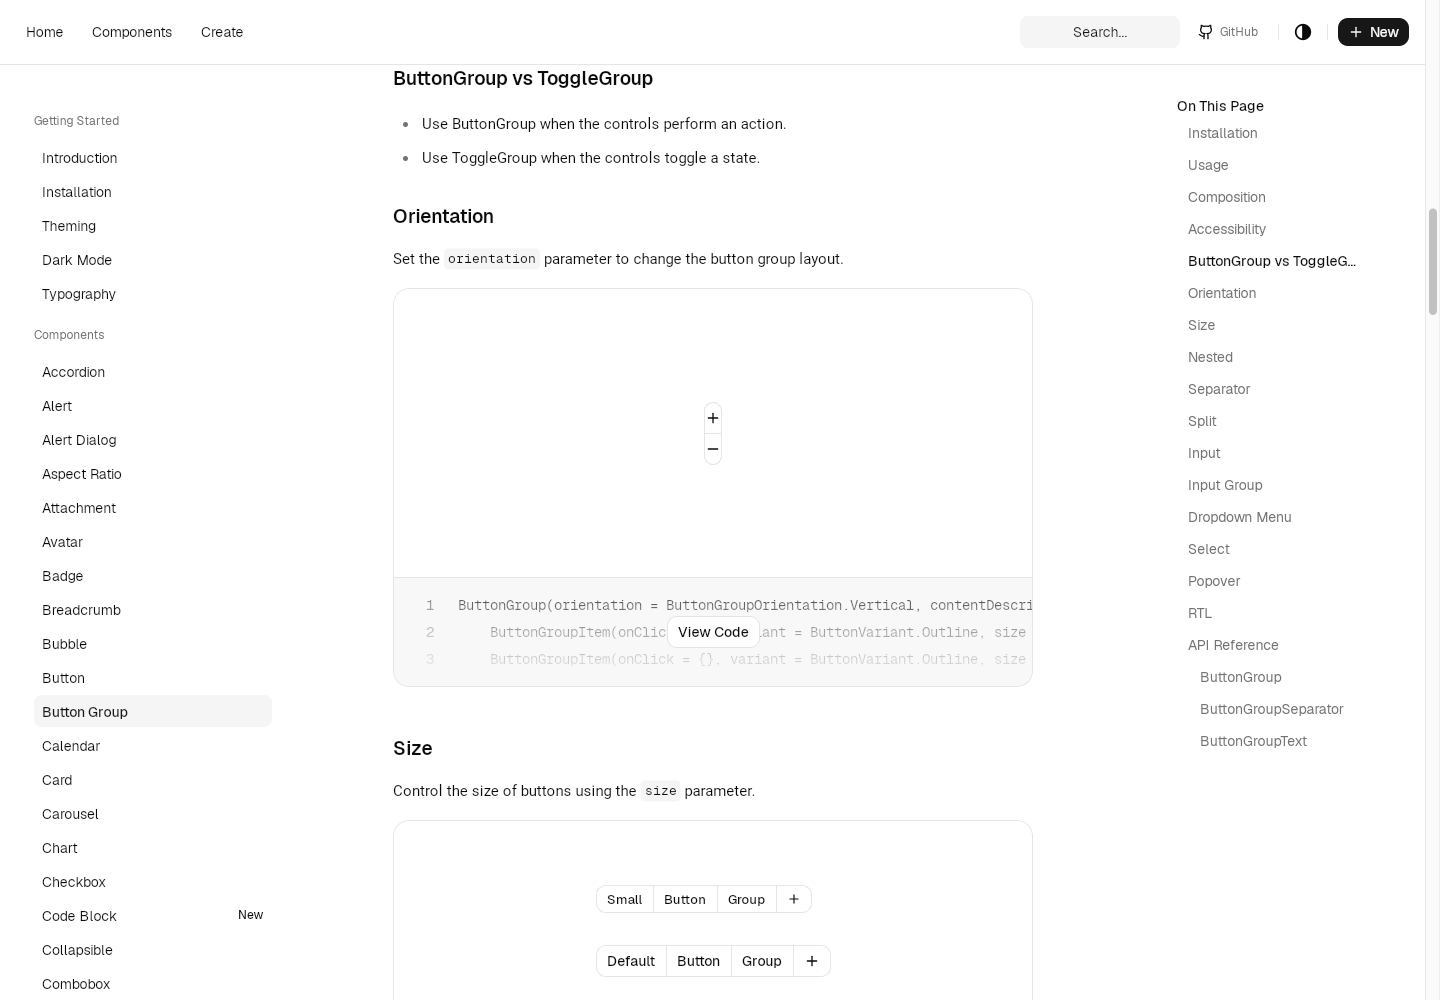 Home
Components
Create
Search...
GitHub
New
Getting Started
Introduction
Installation
Theming
Dark Mode
Typography
Components
Accordion
Alert
Alert Dialog
Aspect Ratio
Attachment
Avatar
Badge
Breadcrumb
Bubble
Button
Button Group
Calendar
Card
Carousel
Chart
Checkbox
Code Block New
Collapsible
Combobox
ButtonGroup vs ToggleGroup
Use ButtonGroup when the controls perform an action.
Use ToggleGroup when the controls toggle a state.
Orientation
Set the orientation parameter to change the button group layout.
1 ButtonGroup(orientation = ButtonGroupOrientation.Vertical, contentDescri
2 ButtonGroupItem(onClic
View Code
= ButtonVariant.Outline, size
3 ButtonGroupItem(onClick = {}, variant = ButtonVariant.Outline, size
Size
Control the size of buttons using the size parameter.
Small Button Group +
Default Button Group +
On This Page
Installation
Usage
Composition
Accessibility
ButtonGroup vs ToggleG...
Orientation
Size
Nested
Separator
Split
Input
Input Group
Dropdown Menu
Select
Popover
RTL
API Reference
ButtonGroup
ButtonGroupSeparator
ButtonGroupText